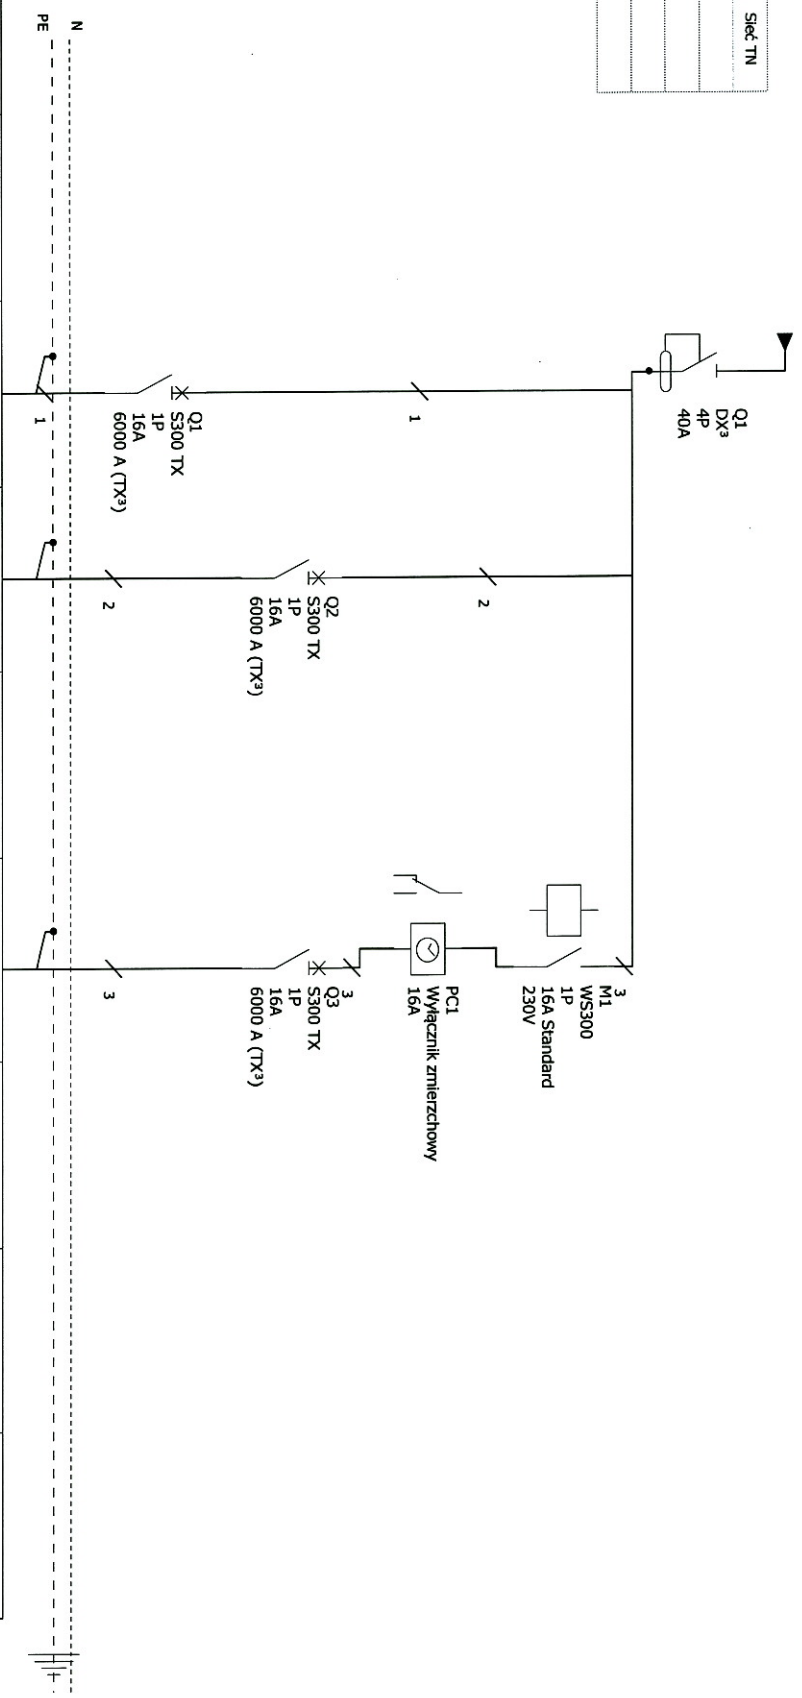 Sieć TN
Q1
DX³
4P
40A
3
M1
WS300
1P
16A Standard
230V
PC1
Wyłącznik zmierzchowy
16A
1
2
3
Q1
S300 TX
1P
16A
6000 A (TX³)
Q2
S300 TX
1P
16A
6000 A (TX³)
Q3
S300 TX
1P
16A
6000 A (TX³)
1
2
3
N
PE